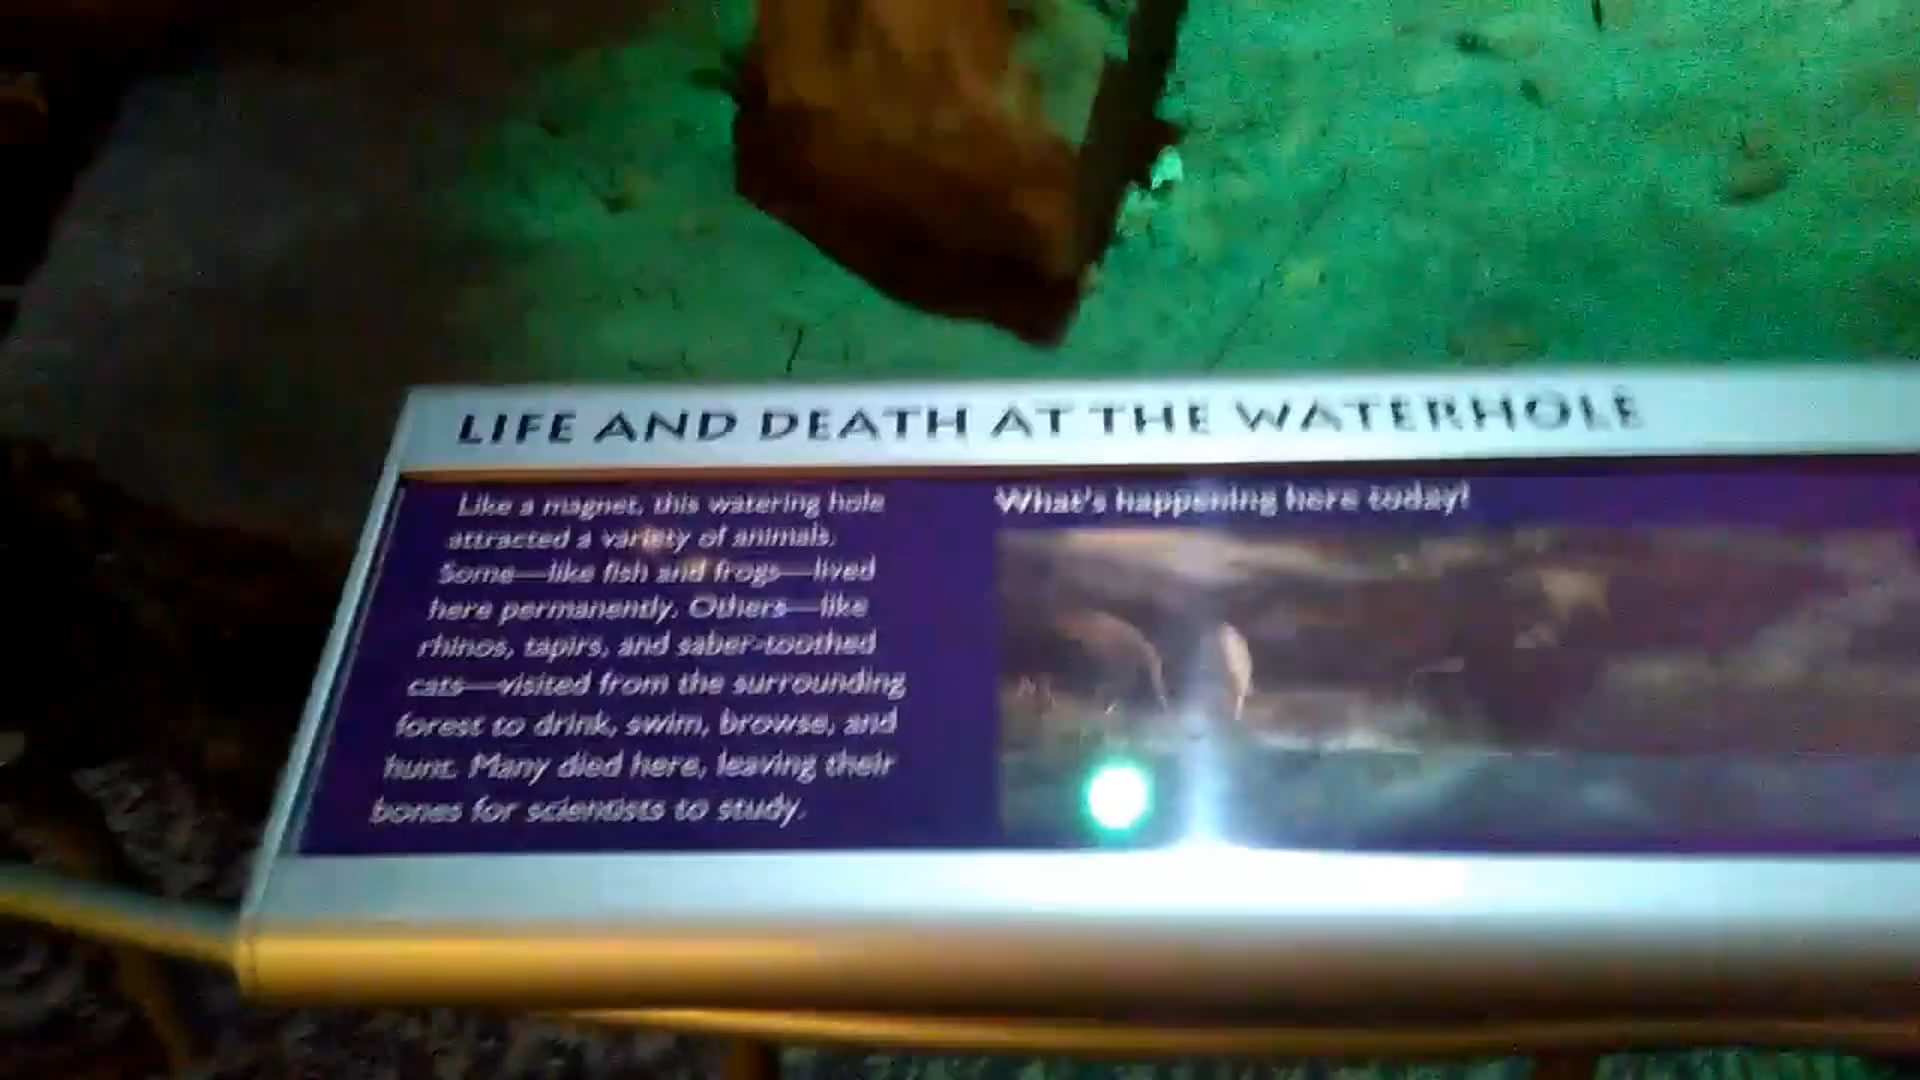 LIFE AND DEATH AT THE WATERHOLE
Like a magnet, this watering hole
attracted a variety of animals.
Some—like fish and frogs—lived
here permanently. Others—like
rhinos, tapirs, and saber-toothed
cats—visited from the surrounding
forest to drink, swim, browse, and
hunt. Many died here, leaving their
bones for scientists to study.
What's happening here today?